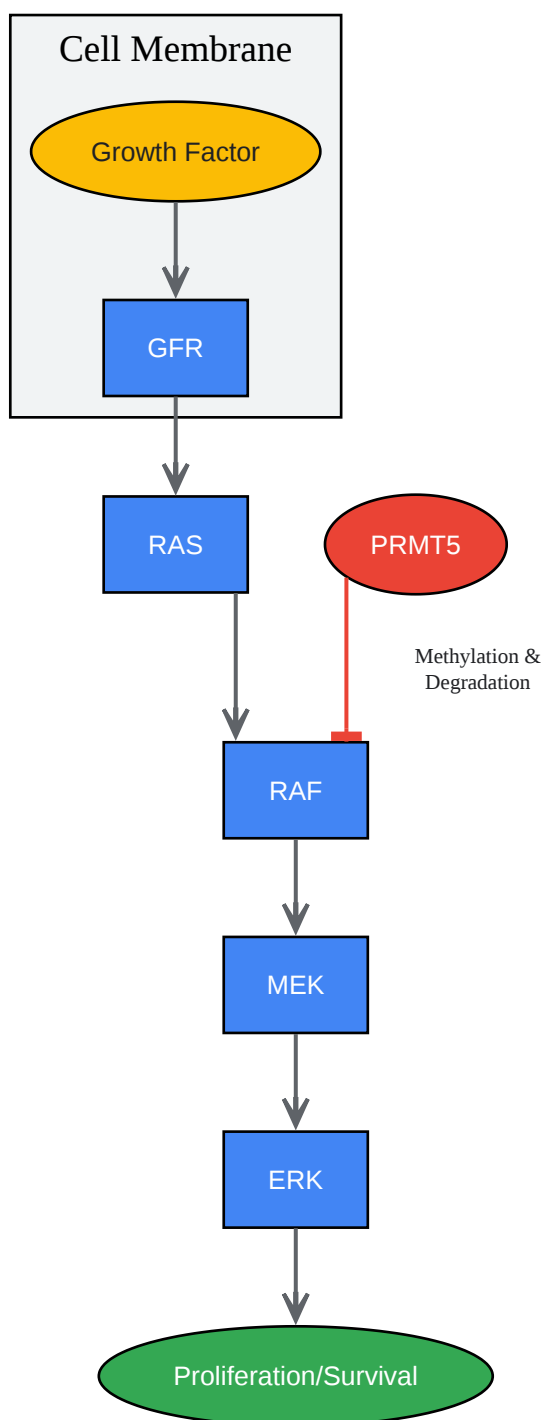 Cell Membrane
Growth Factor
GFR
RAS
PRMT5
Methylation &
Degradation
RAF
MEK
ERK
Proliferation/Survival